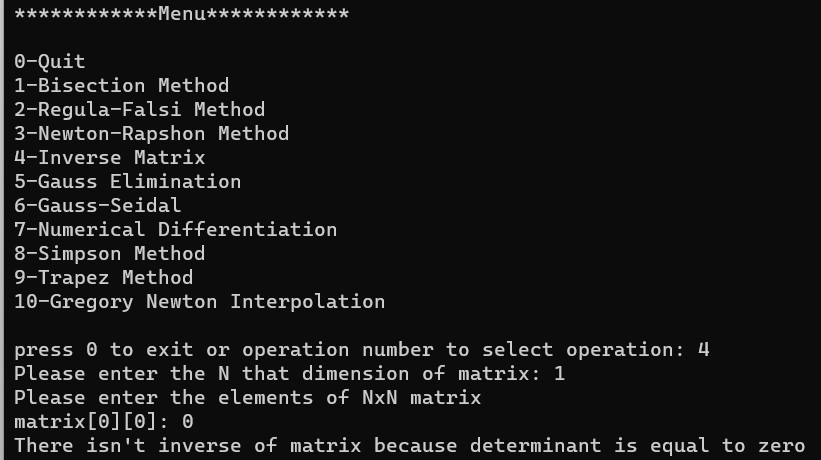 ************Menu************
0-Quit
1-Bisection Method
2-Regula-Falsi Method
3-Newton-Rapshon Method
4-Inverse Matrix
5-Gauss Elimination
6-Gauss-Seidal
7-Numerical Differentiation
8-Simpson Method
9-Trapez Method
10-Gregory Newton Interpolation
press 0 to exit or operation number to select operation: 4
Please enter the N that dimension of matrix: 1
Please enter the elements of NxN matrix
matrix[0][0]: 0
There isn't inverse of matrix because determinant is equal to zero